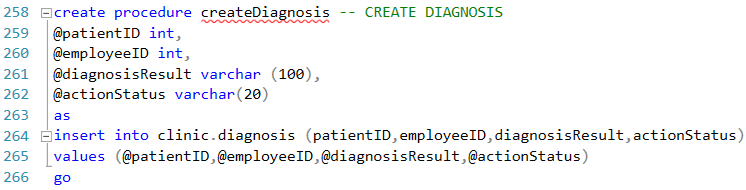 258 create procedure createDiagnosis -- CREATE DIAGNOSIS
259 @patientID int,
260 @employeeID int,
261 @diagnosisResult varchar (100),
262 @actionStatus varchar(20)
263 as
264 insert into clinic.diagnosis (patientID,employeeID,diagnosisResult,actionStatus)
265 values (@patientID,@employeeID,@diagnosisResult,@actionStatus)
266 go